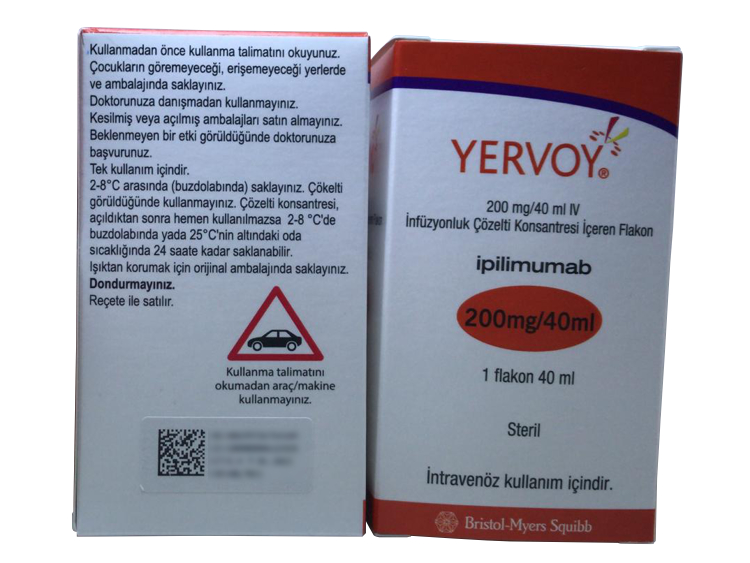 Kullanmadan önce kullanma talimatını okuyunuz.
Çocukların göremeyeceği, erişemeyeceği yerlerde
ve ambalajında saklayınız.
Doktorunuza danışmadan kullanmayınız.
Kesilmiş veya açılmış ambalajları satın almayınız.
Beklenmeyen bir etki görüldüğünde doktorunuza
başvurunuz.
Tek kullanım içindir.
2-8°C arasında (buzdolabında) saklayınız. Çökelti
görüldüğünde kullanmayınız. Çözelti konsantresi,
açıldıktan sonra hemen kullanılmazsa 2-8 °C'de
buzdolabında yada 25°C'nin altındaki oda
sıcaklığında 24 saate kadar saklanabilir.
Işıktan korumak için orijinal ambalajında saklayınız.
Dondurmayınız.
Reçete ile satılır.
Kullanma talimatını
okumadan araç/makine
kullanmayınız.
YERVOY®
200 mg/40 ml IV
İnfüzyonluk Çözelti Konsantresi İçeren Flakon
ipilimumab
200mg/40ml
1 flakon 40 ml
Steril
İntravenöz kullanım içindir.
Bristol-Myers Squibb